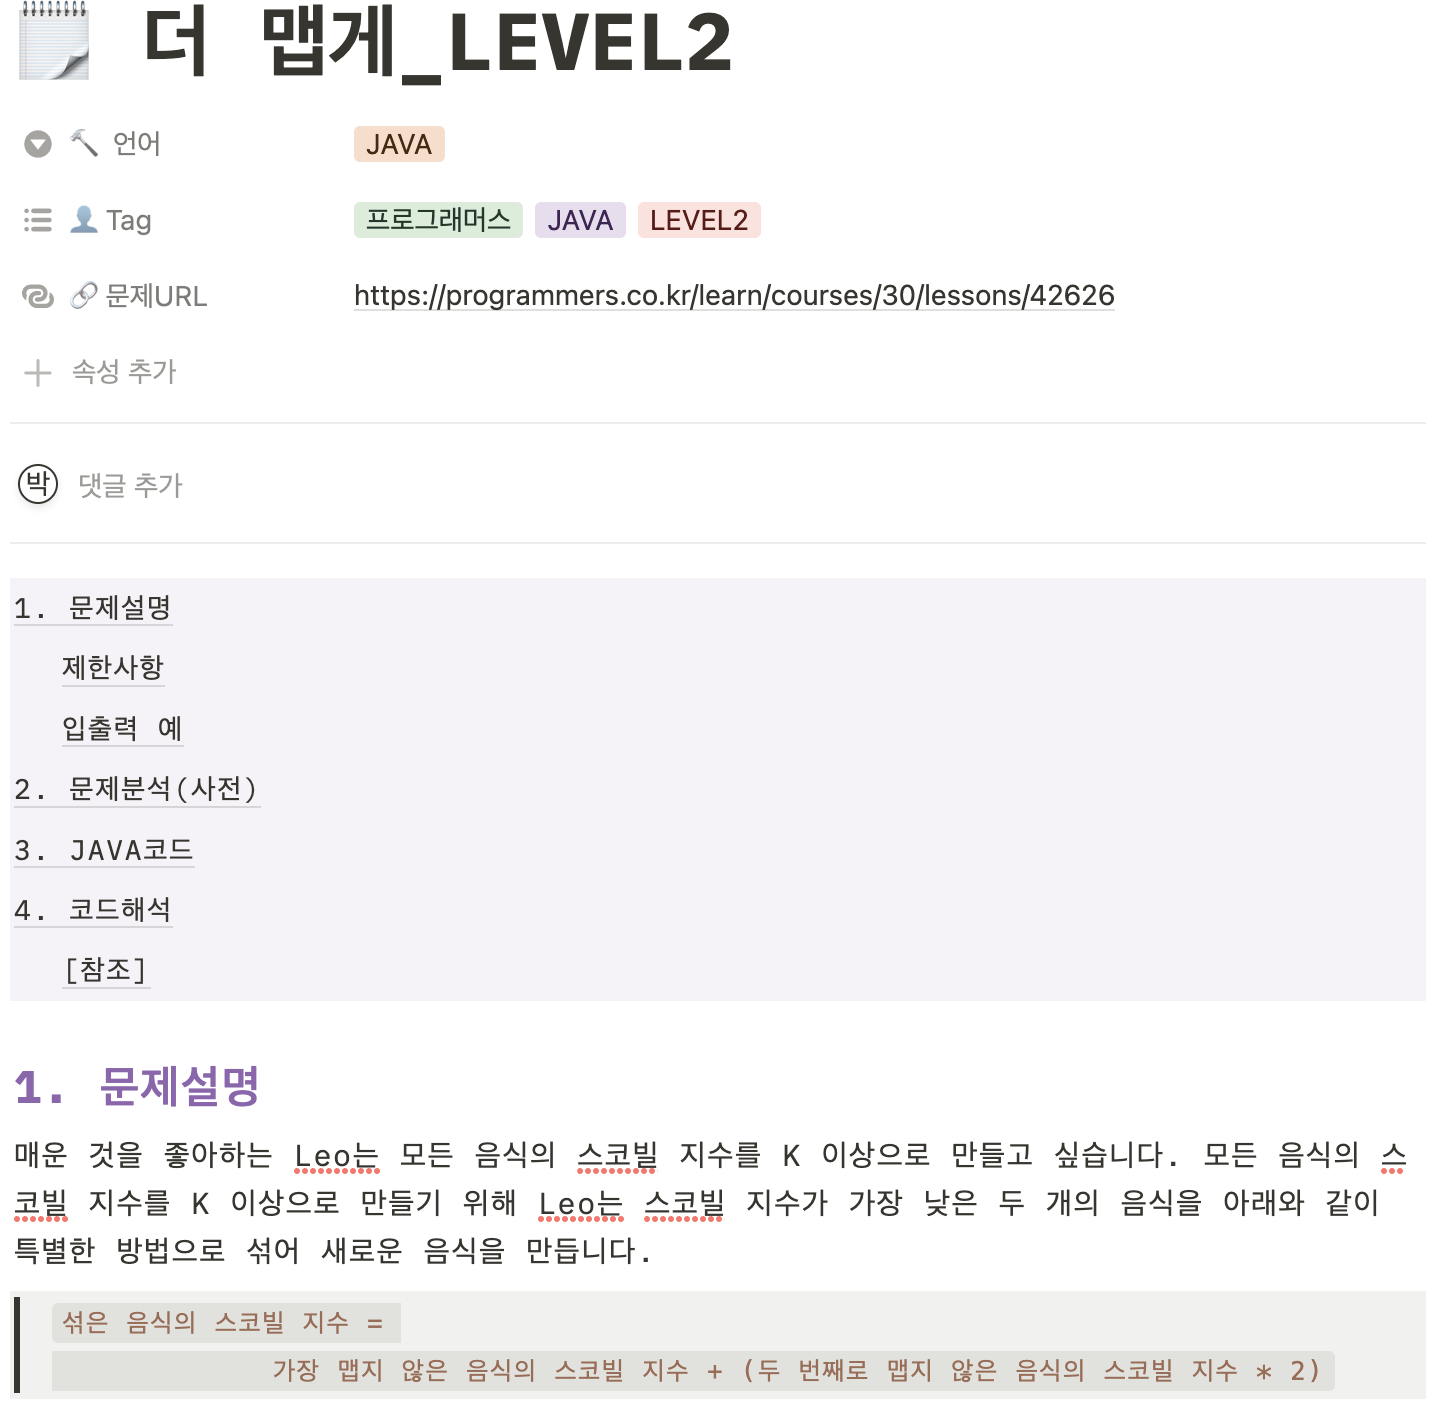 더 맵게_LEVEL2
언어 JAVA
Tag 프로그래머스 JAVA LEVEL2
문제URL https://programmers.co.kr/learn/courses/30/lessons/42626
속성 추가
박 댓글 추가
1. 문제설명
제한사항
입출력 예
2. 문제분석(사전)
3. JAVA코드
4. 코드해석
[참조]
1. 문제설명
매운 것을 좋아하는 Leo는 모든 음식의 스코빌 지수를 K 이상으로 만들고 싶습니다. 모든 음식의 스
코빌 지수를 K 이상으로 만들기 위해 Leo는 스코빌 지수가 가장 낮은 두 개의 음식을 아래와 같이
특별한 방법으로 섞어 새로운 음식을 만듭니다.
섞은 음식의 스코빌 지수 =
가장 맵지 않은 음식의 스코빌 지수 + (두 번째로 맵지 않은 음식의 스코빌 지수 * 2)